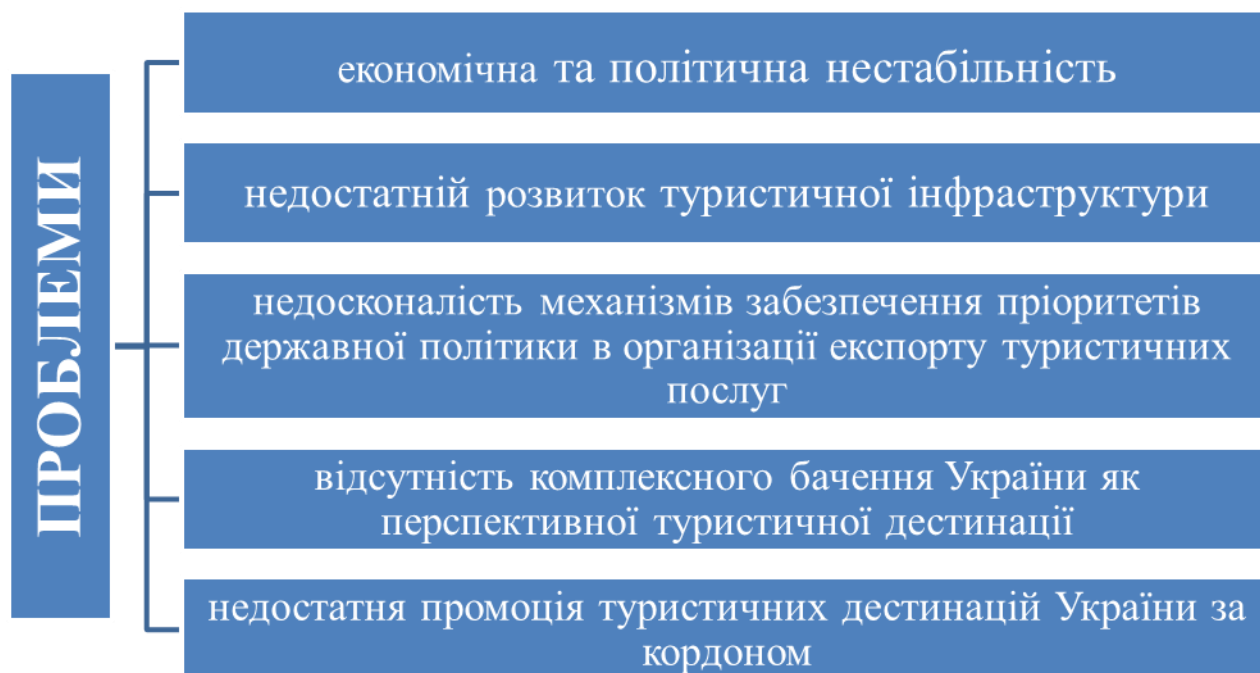 ПРОБЛЕМИ
економічна та політична нестабільність
недостатній розвиток туристичної інфраструктури
недосконалість механізмів забезпечення пріоритетів
державної політики в організації експорту туристичних
послуг
відсутність комплексного бачення України як
перспективної туристичної дестинації
недостатня промоція туристичних дестинацій України за
кордоном